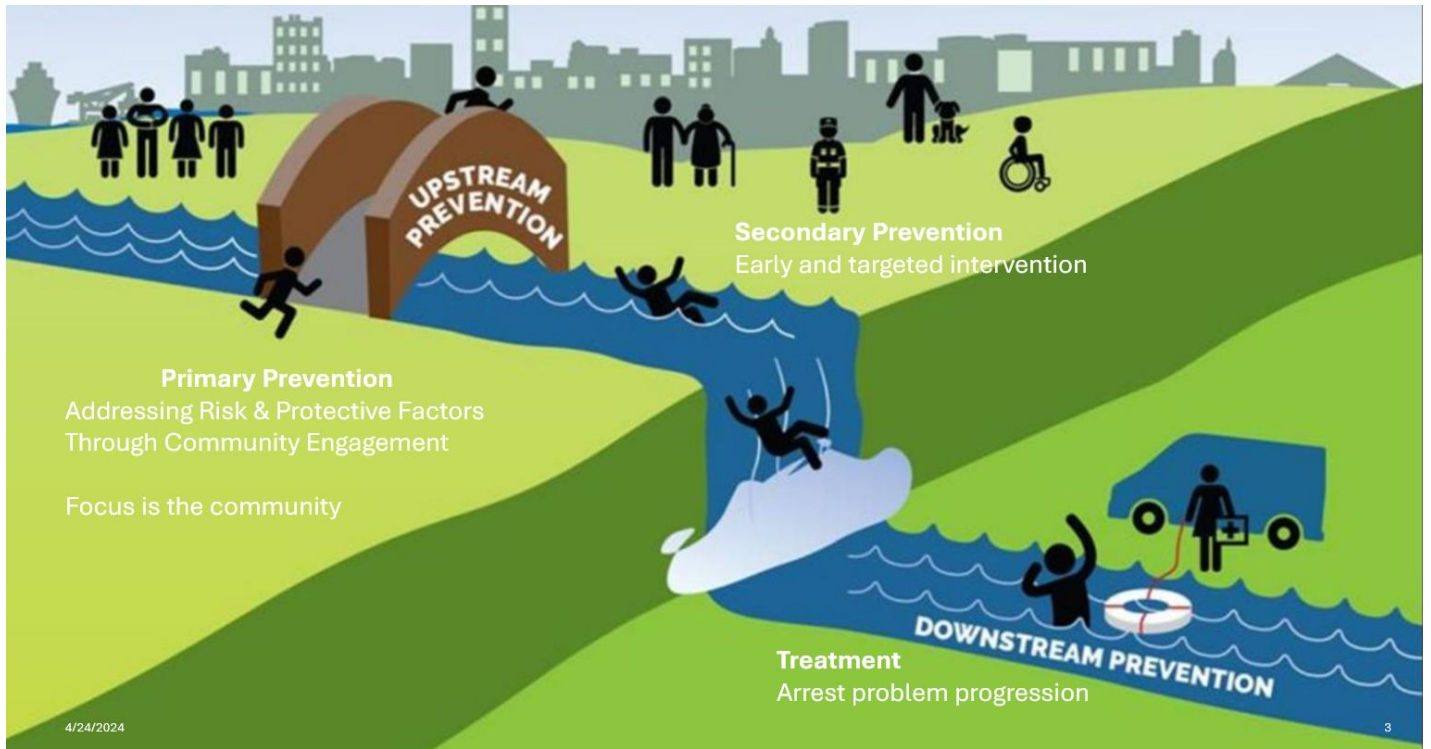 UPSTREAM
PREVENTION
Secondary Prevention
Early and targeted intervention
Primary Prevention
Addressing Risk & Protective Factors
Through Community Engagement
Focus is the community
DOWNSTREAM PREVENTION
Treatment
Arrest problem progression
4/24/2024
3